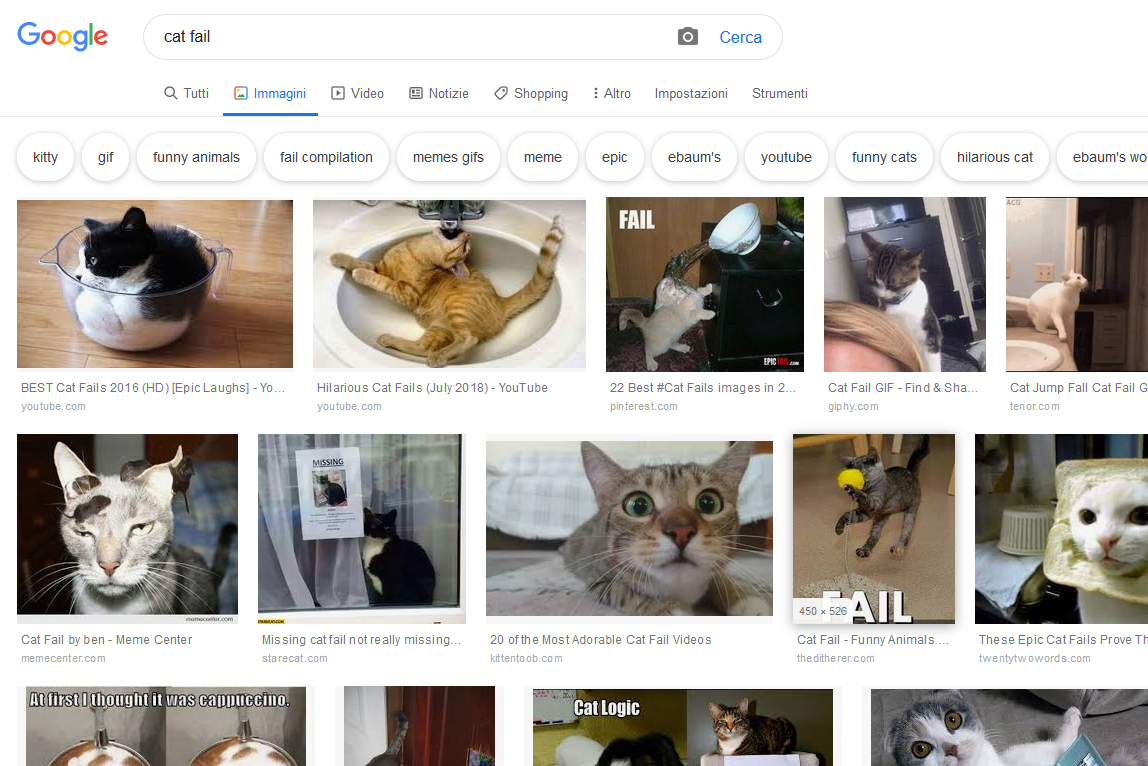 Google
cat fail
Cerca
Tutti
Immagini
Video
Notizie
Shopping
Altro
Impostazioni
Strumenti
kitty
gif
funny animals
fail compilation
memes gifs
meme
epic
ebaum's
youtube
funny cats
hilarious cat
ebaum's wo
FAIL
EPIC FAIL.COM
ACG
BEST Cat Fails 2016 (HD) [Epic Laughs] - Yo...
youtube.com
Hilarious Cat Fails (July 2018) - YouTube
youtube.com
22 Best #Cat Fails images in 2...
pinterest.com
Cat Fail GIF - Find & Sha...
giphy.com
Cat Jump Fall Cat Fail G
tenor.com
memecenter.com
MISSING
FAIL
450 × 526
Cat Fail by ben - Meme Center
memecenter.com
Missing cat fail not really missing...
starecat.com
20 of the Most Adorable Cat Fail Videos
kittentoob.com
Cat Fail - Funny Animals ...
theditherer.com
These Epic Cat Fails Prove Th
twentytwowords.com
At first I thought it was cappuccino.
Cat Logic